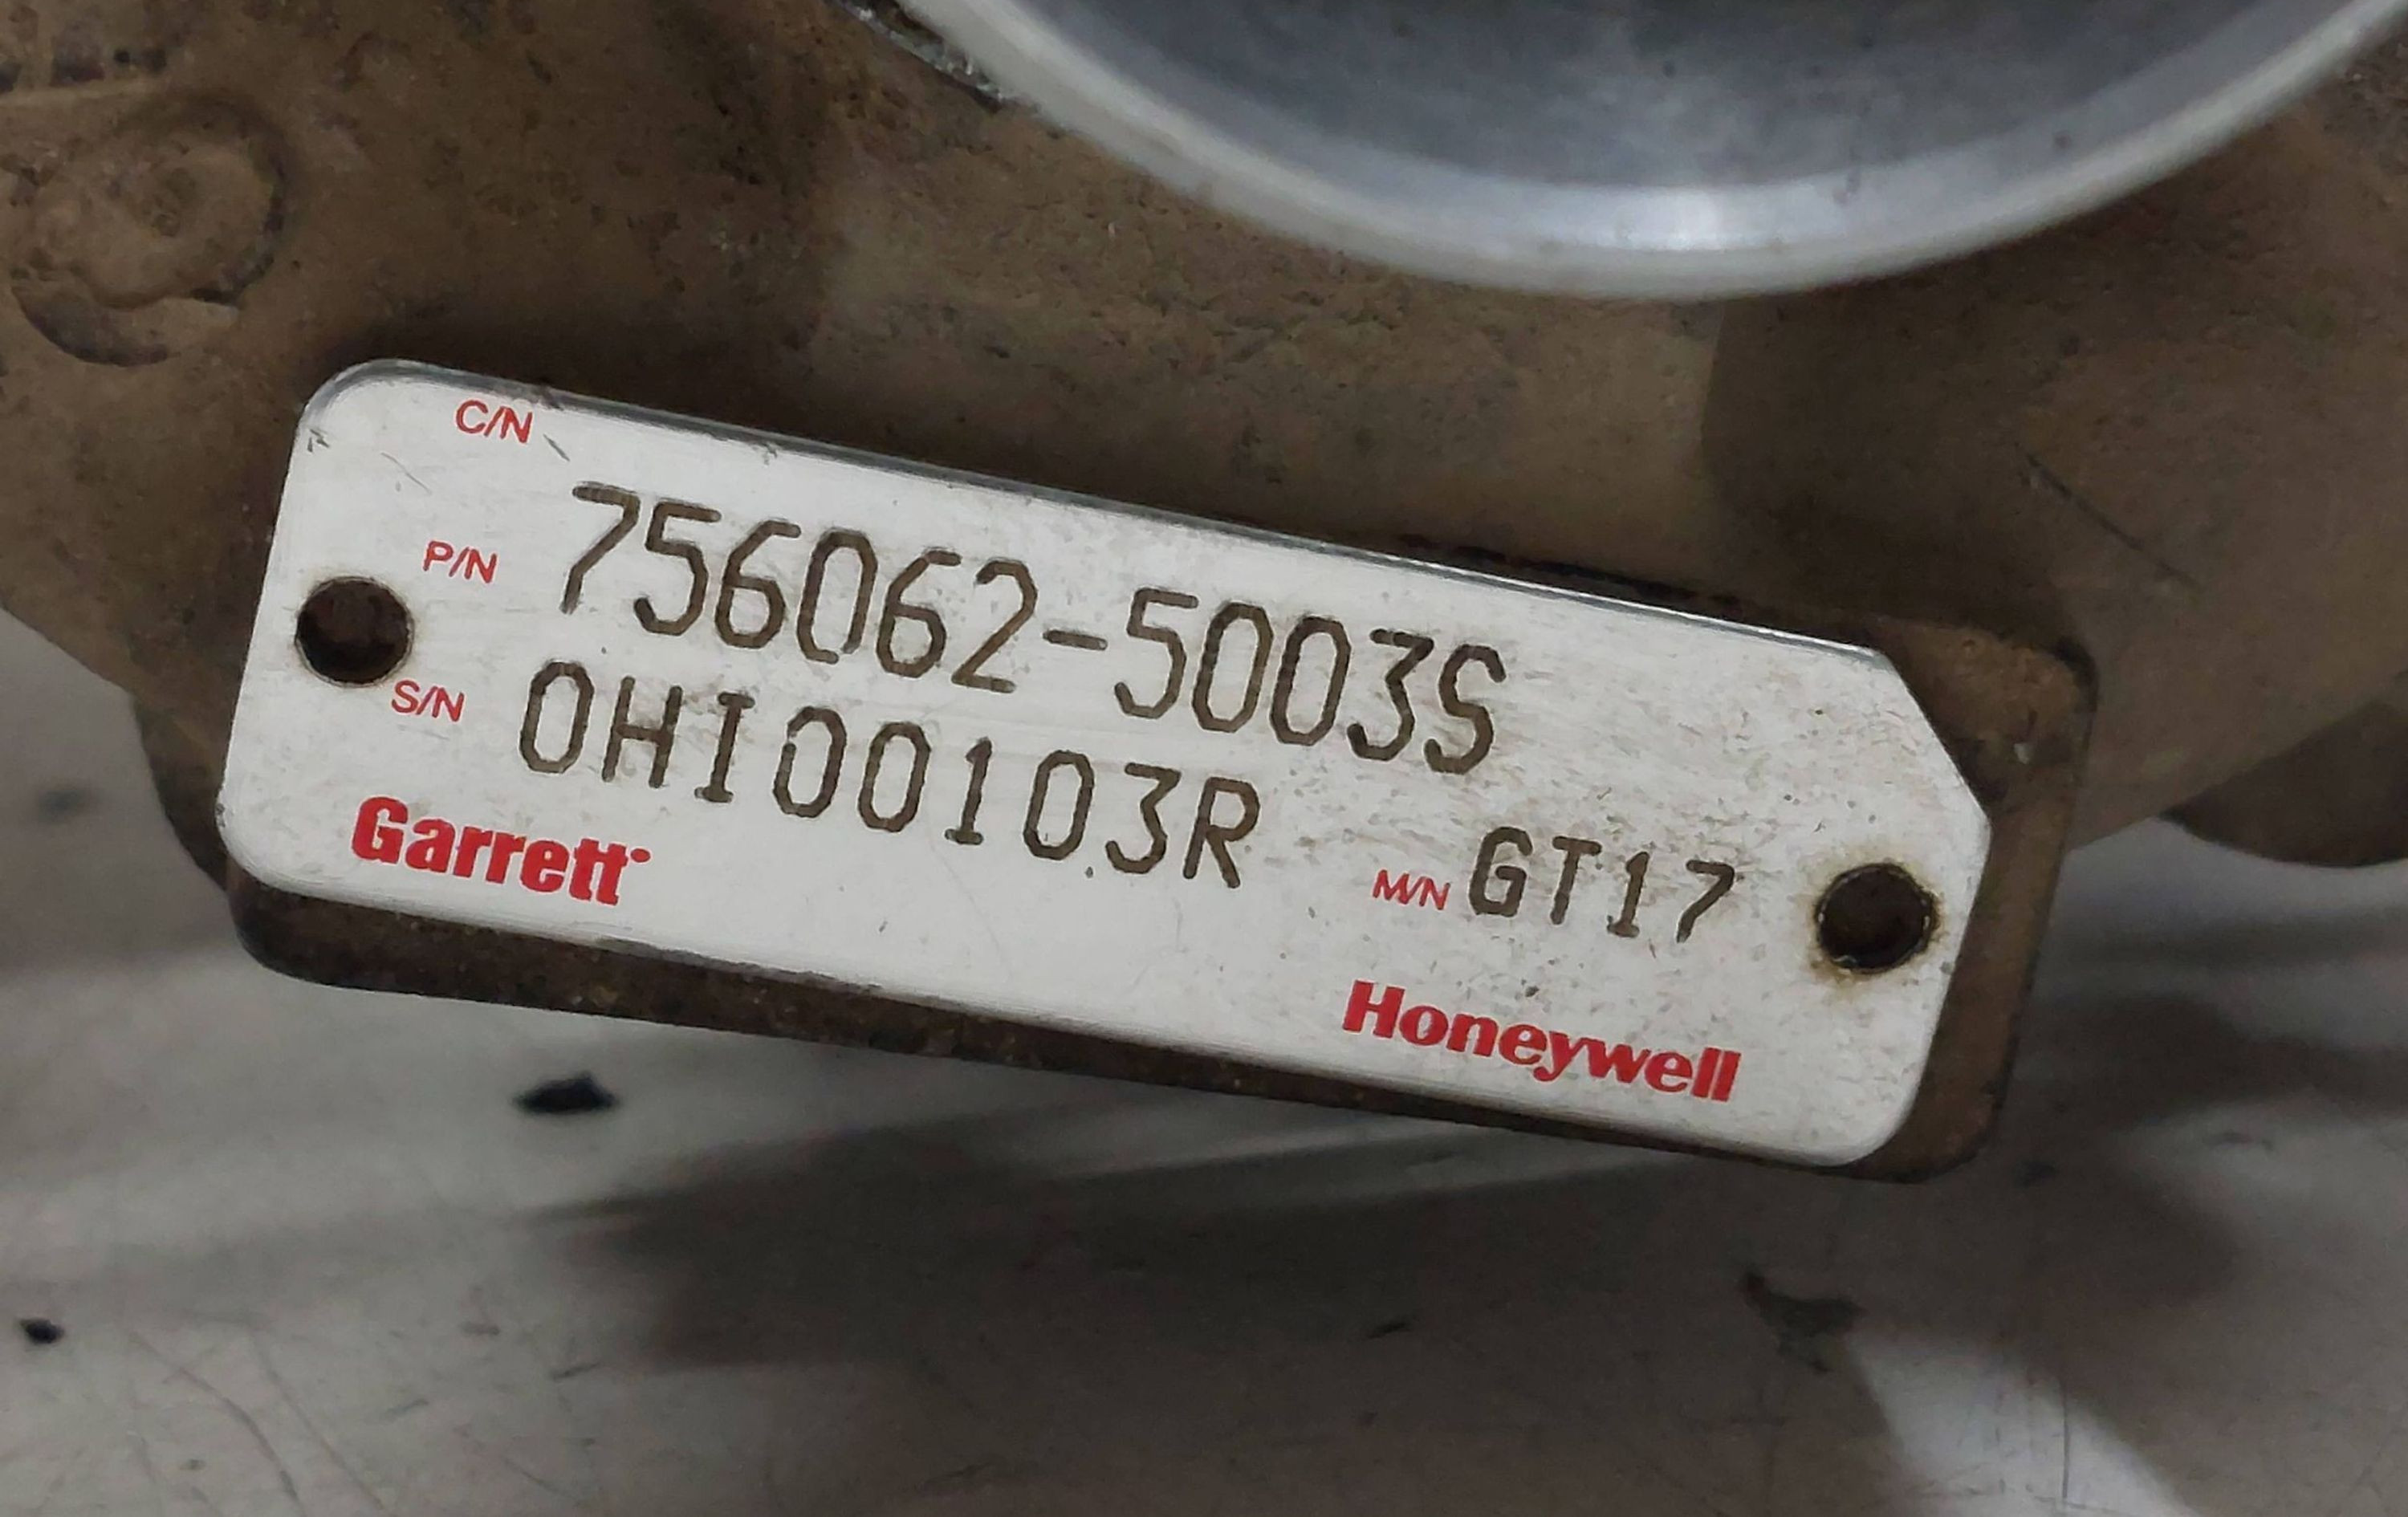 C/N
P/N 756062-5003S
S/N 0HI00103R
Garrett
M/N GT17
Honeywell